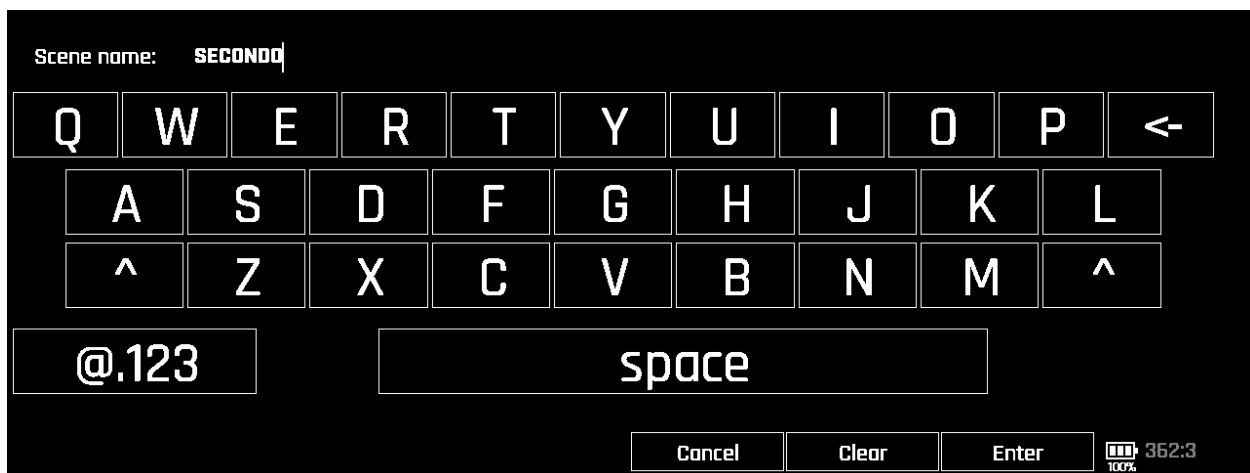 Scene name: SECONDO
Q W E R T Y U I O P <-
A S D F G H J K L
^ Z X C V B N M ^
@.123 space
Cancel Clear Enter 100% 362:3